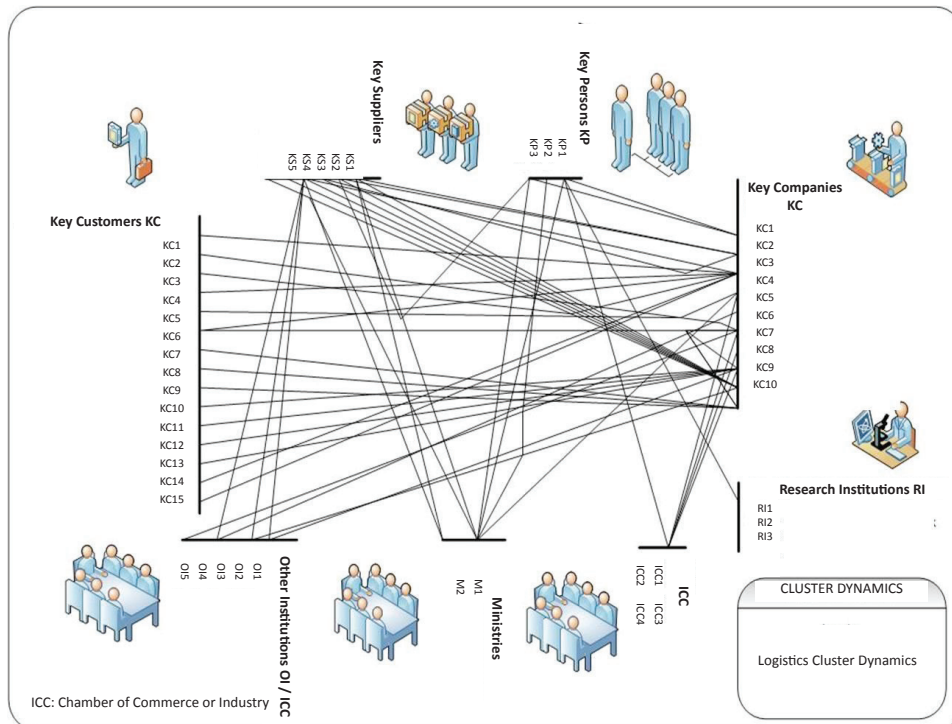 Key Suppliers
KS5
KS4
KS3
KS2
KS1
Key Persons KP
KP3
KP2
KP1
Key Customers KC
KC1
KC2
KC3
KC4
KC5
KC6
KC7
KC8
KC9
KC10
KC11
KC12
KC13
KC14
KC15
Key Companies
KC
KC1
KC2
KC3
KC4
KC5
KC6
KC7
KC8
KC9
KC10
Research Institutions RI
RI1
RI2
RI3
Other Institutions OI / ICC
OI5
OI4
OI3
OI2
OI1
Ministries
M2
M1
ICC
ICC1 ICC3
ICC2 ICC4
CLUSTER DYNAMICS
Logistics Cluster Dynamics
ICC: Chamber of Commerce or Industry